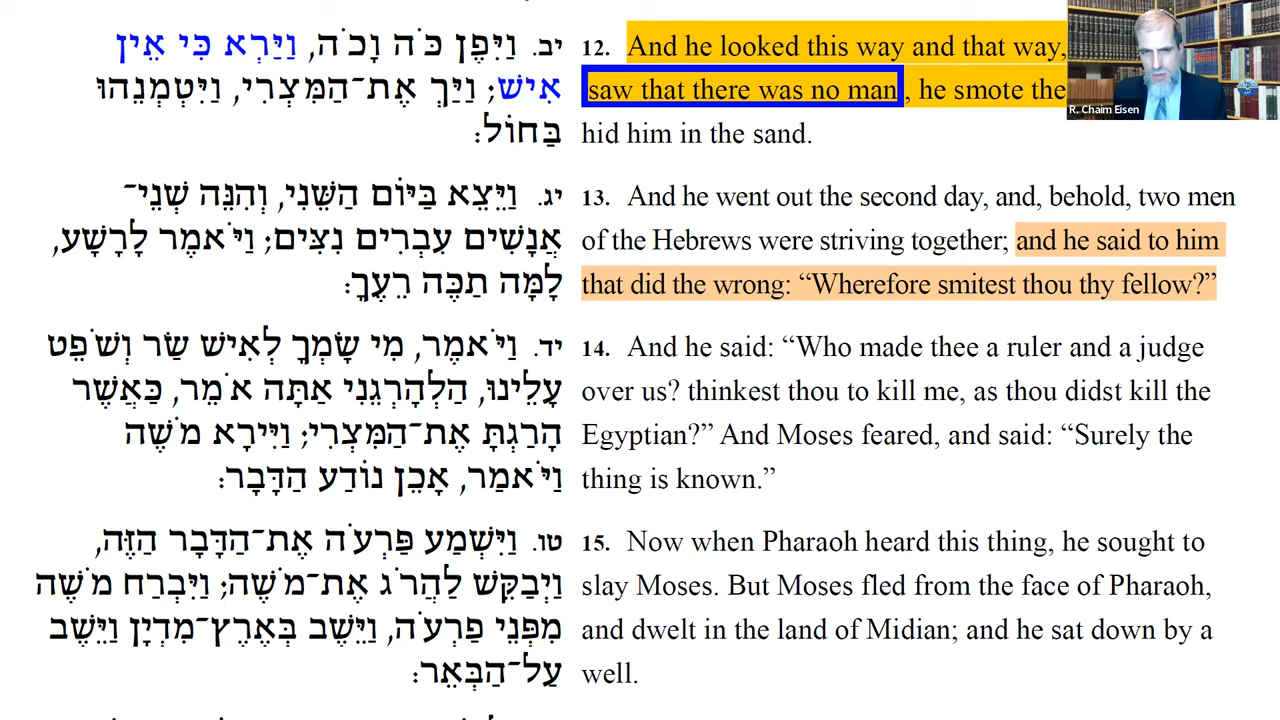 יב. וַיִּפֶן כֹּה וָכֹה, וַיַּרְא כִּי אֵין
אִישׁ; וַיַּךְ אֶת־הַמִּצְרִי, וַיִּטְמְנֵהוּ
בַּחוֹל:
12. And he looked this way and that way,
saw that there was no man, he smote the
hid him in the sand.
R. Chaim Eisen
יג. וַיֵּצֵא בַּיּוֹם הַשֵּׁנִי, וְהִנֵּה שְׁנֵי־
אֲנָשִׁים עִבְרִים נִצִּים; וַיֹּאמֶר לָרָשָׁע,
לָמָּה תַכֶּה רֵעֶךָ:
13. And he went out the second day, and, behold, two men
of the Hebrews were striving together; and he said to him
that did the wrong: “Wherefore smitest thou thy fellow?”
יד. וַיֹּאמֶר, מִי שָׂמְךָ לְאִישׁ שַׂר וְשֹׁפֵט
עָלֵינוּ, הַלְהָרְגֵנִי אַתָּה אֹמֵר, כַּאֲשֶׁר
הָרַגְתָּ אֶת־הַמִּצְרִי; וַיִּירָא מֹשֶׁה
וַיֹּאמַר, אָכֵן נוֹדַע הַדָּבָר:
14. And he said: “Who made thee a ruler and a judge
over us? thinkest thou to kill me, as thou didst kill the
Egyptian?” And Moses feared, and said: “Surely the
thing is known.”
טו. וַיִּשְׁמַע פַּרְעֹה אֶת־הַדָּבָר הַזֶּה,
וַיְבַקֵּשׁ לַהֲרֹג אֶת־מֹשֶׁה; וַיִּבְרַח מֹשֶׁה
מִפְּנֵי פַרְעֹה, וַיֵּשֶׁב בְּאֶרֶץ־מִדְיָן וַיֵּשֶׁב
עַל־הַבְּאֵר:
15. Now when Pharaoh heard this thing, he sought to
slay Moses. But Moses fled from the face of Pharaoh,
and dwelt in the land of Midian; and he sat down by a
well.